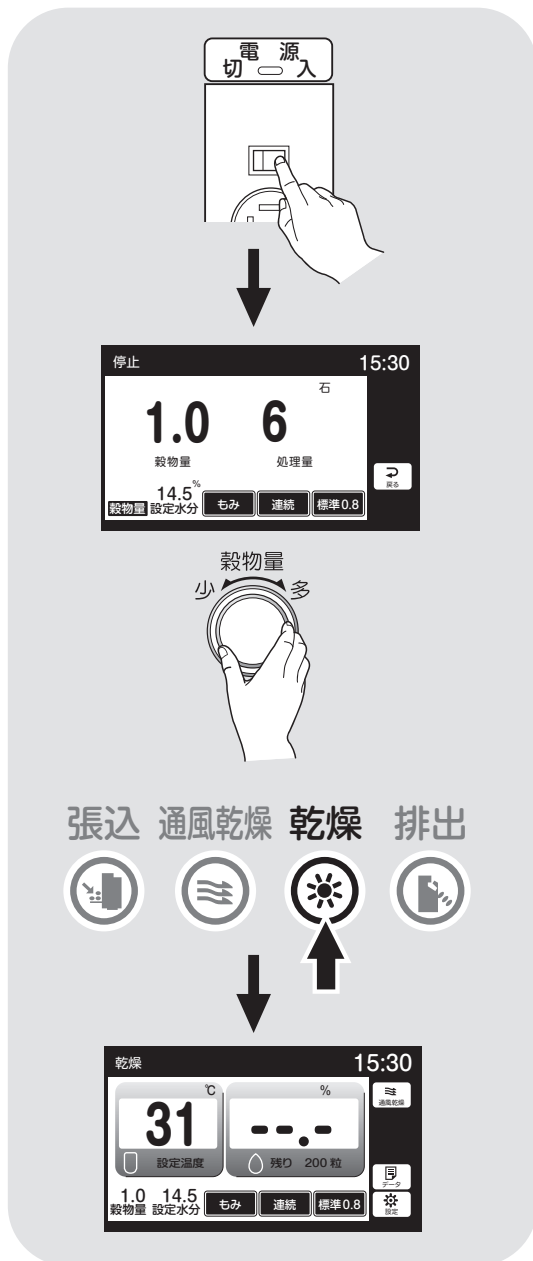 電源
切 入
停止 15:30
石
1.0 6
穀物量 処理量
戻る
14.5%
穀物量 設定水分 もみ 連続 標準0.8
穀物量
少 多
張込 通風乾燥 乾燥 排出
乾燥 15:30
℃ %
31 --.-
設定温度 残り 200粒
通風乾燥
データ
1.0 14.5
穀物量 設定水分 もみ 連続 標準0.8
設定